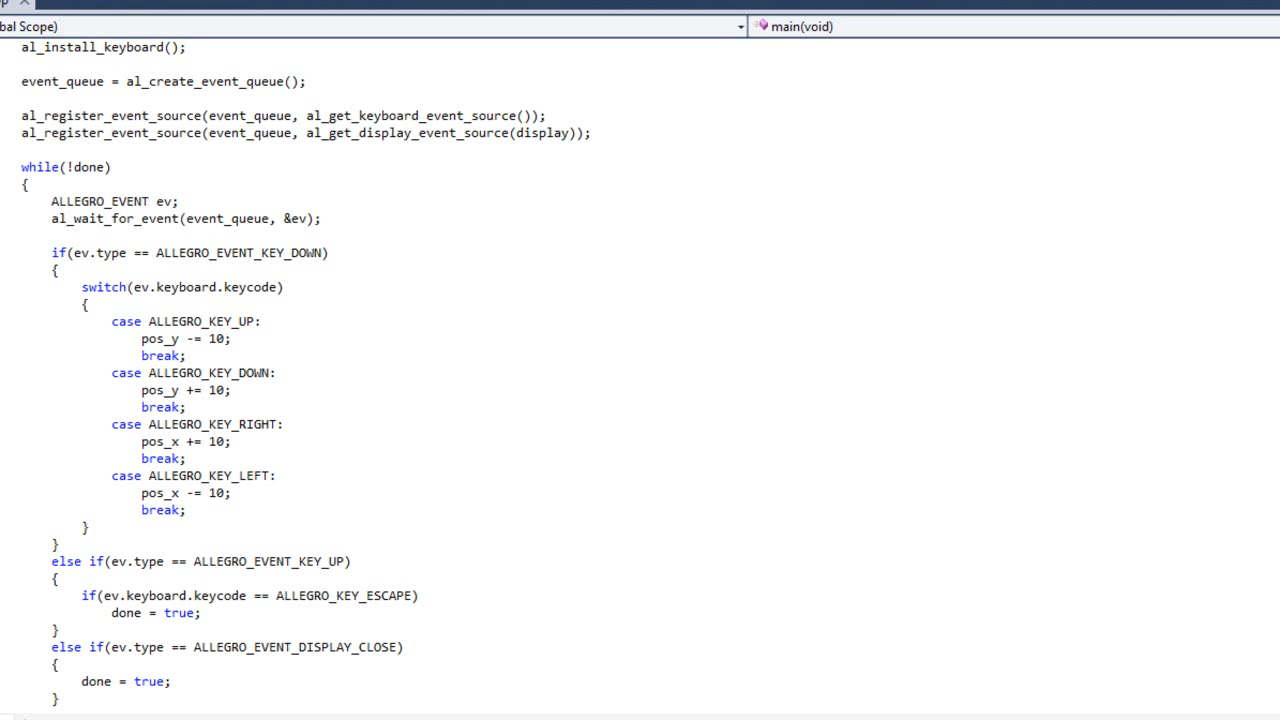 bal Scope)
main(void)
al_install_keyboard();
event_queue = al_create_event_queue();
al_register_event_source(event_queue, al_get_keyboard_event_source());
al_register_event_source(event_queue, al_get_display_event_source(display));
while(!done)
{
ALLEGRO_EVENT ev;
al_wait_for_event(event_queue, &ev);
if(ev.type == ALLEGRO_EVENT_KEY_DOWN)
{
switch(ev.keyboard.keycode)
{
case ALLEGRO_KEY_UP:
pos_y -= 10;
break;
case ALLEGRO_KEY_DOWN:
pos_y += 10;
break;
case ALLEGRO_KEY_RIGHT:
pos_x += 10;
break;
case ALLEGRO_KEY_LEFT:
pos_x -= 10;
break;
}
}
else if(ev.type == ALLEGRO_EVENT_KEY_UP)
{
if(ev.keyboard.keycode == ALLEGRO_KEY_ESCAPE)
done = true;
}
else if(ev.type == ALLEGRO_EVENT_DISPLAY_CLOSE)
{
done = true;
}